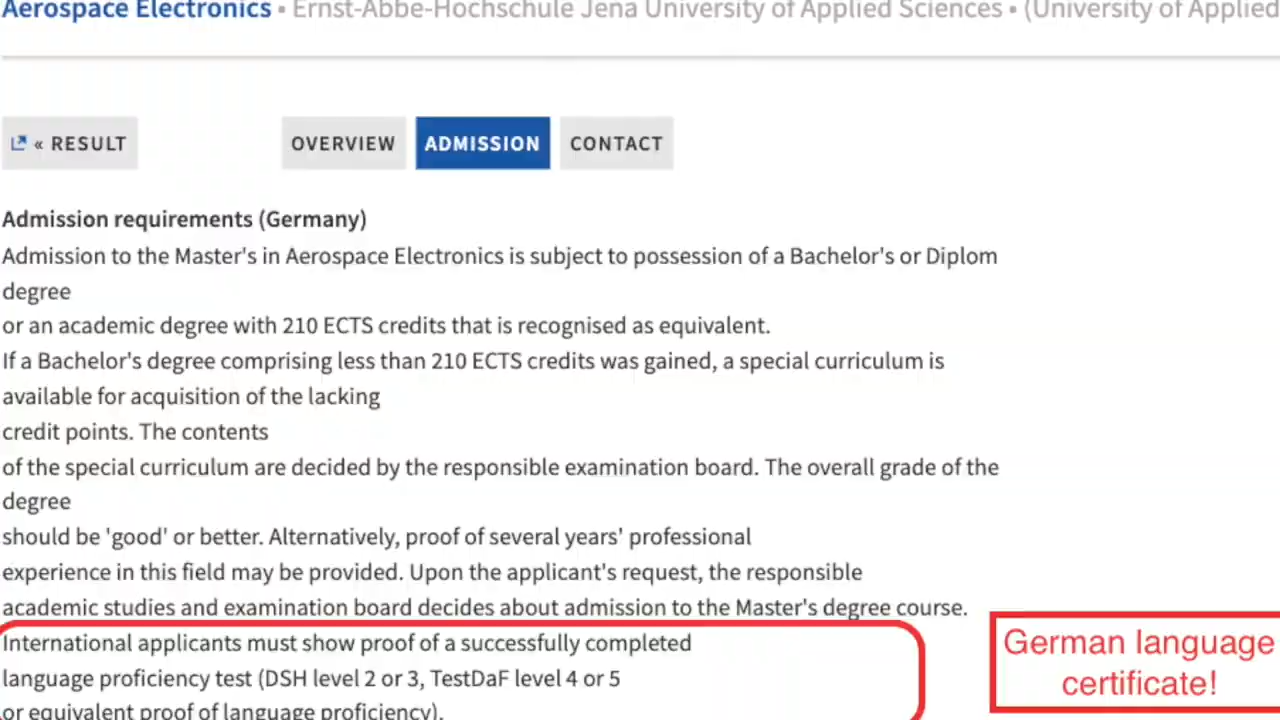 Aerospace Electronics • Ernst-Abbe-Hochschule Jena University of Applied Sciences • (University of Applied
« RESULT OVERVIEW ADMISSION CONTACT
Admission requirements (Germany)
Admission to the Master's in Aerospace Electronics is subject to possession of a Bachelor's or Diplom
degree
or an academic degree with 210 ECTS credits that is recognised as equivalent.
If a Bachelor's degree comprising less than 210 ECTS credits was gained, a special curriculum is
available for acquisition of the lacking
credit points. The contents
of the special curriculum are decided by the responsible examination board. The overall grade of the
degree
should be 'good' or better. Alternatively, proof of several years' professional
experience in this field may be provided. Upon the applicant's request, the responsible
academic studies and examination board decides about admission to the Master's degree course.
International applicants must show proof of a successfully completed
language proficiency test (DSH level 2 or 3, TestDaF level 4 or 5
or equivalent proof of language proficiency).
German language
certificate!